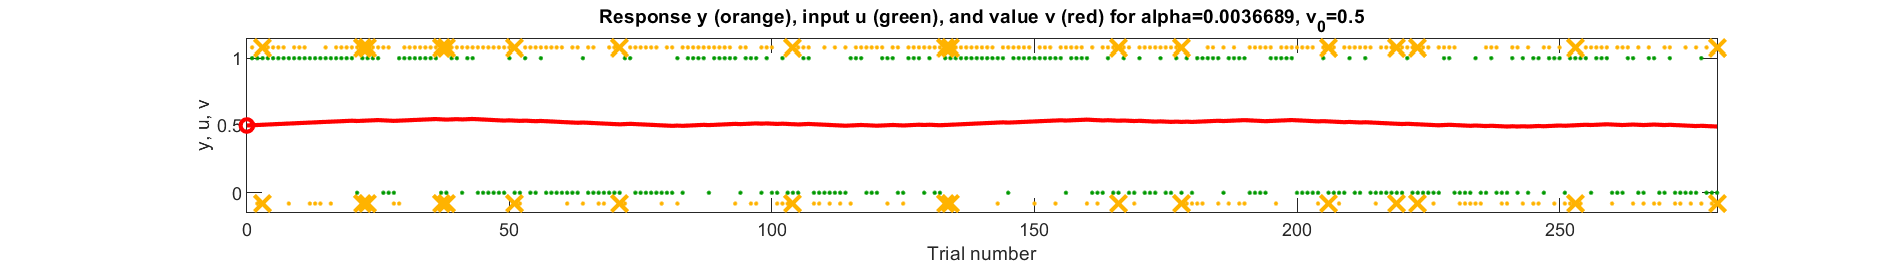 Response y (orange), input u (green), and value v (red) for alpha=0.0036689, v0=0.5
y, u, v
1
0.5
0
0 50 100 150 200 250
Trial number